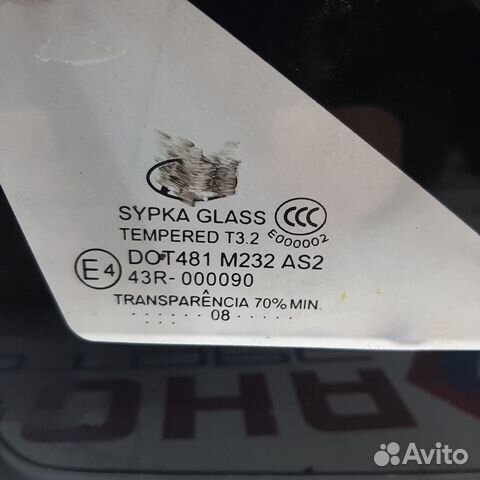 SYPKA GLASS
CCC
E000002
TEMPERED T3.2
DOT481 M232 AS2
E4
43R-000090
TRANSPARÊNCIA 70% MIN.
...... 08 ......
Avito